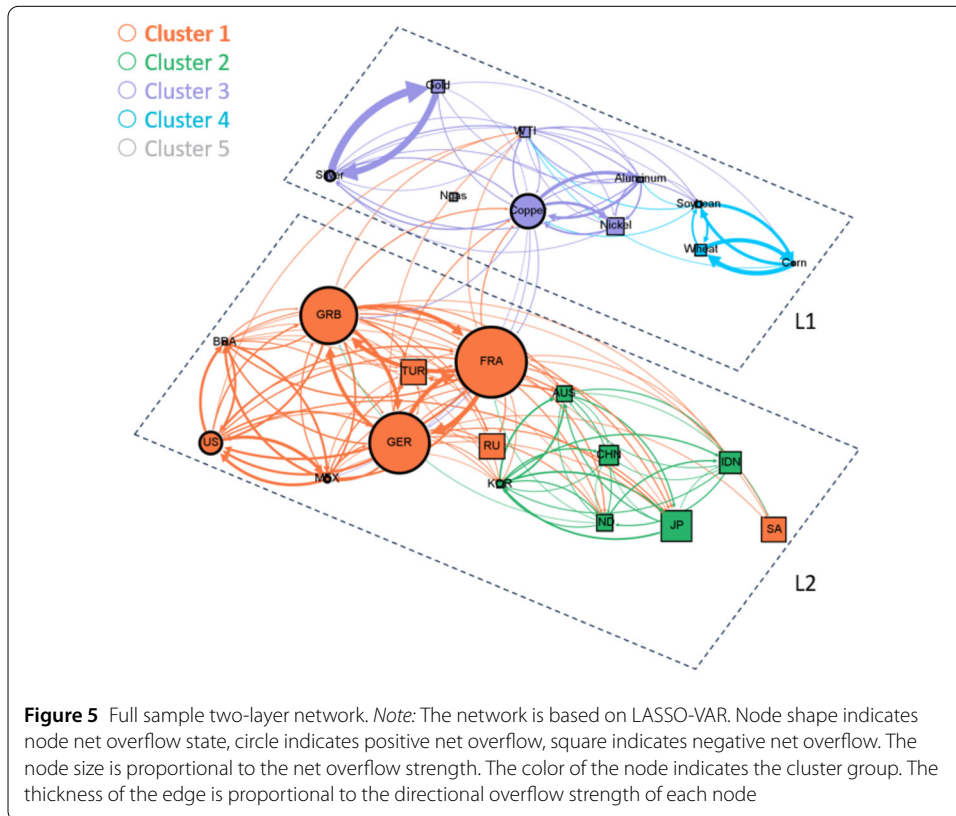 Cluster 1
Cluster 2
Cluster 3
Cluster 4
Cluster 5
Gold
WTI
Silver
Ngas
Aluminum
Copper
Nickel
Soybean
Wheat
Corn
L1
GRB
BRA
FRA
TUR
AUS
US
GER
RU
CHN
IDN
MEX
KOR
IND
JP
SA
L2
Figure 5 Full sample two-layer network. Note: The network is based on LASSO-VAR. Node shape indicates
node net overflow state, circle indicates positive net overflow, square indicates negative net overflow. The
node size is proportional to the net overflow strength. The color of the node indicates the cluster group. The
thickness of the edge is proportional to the directional overflow strength of each node